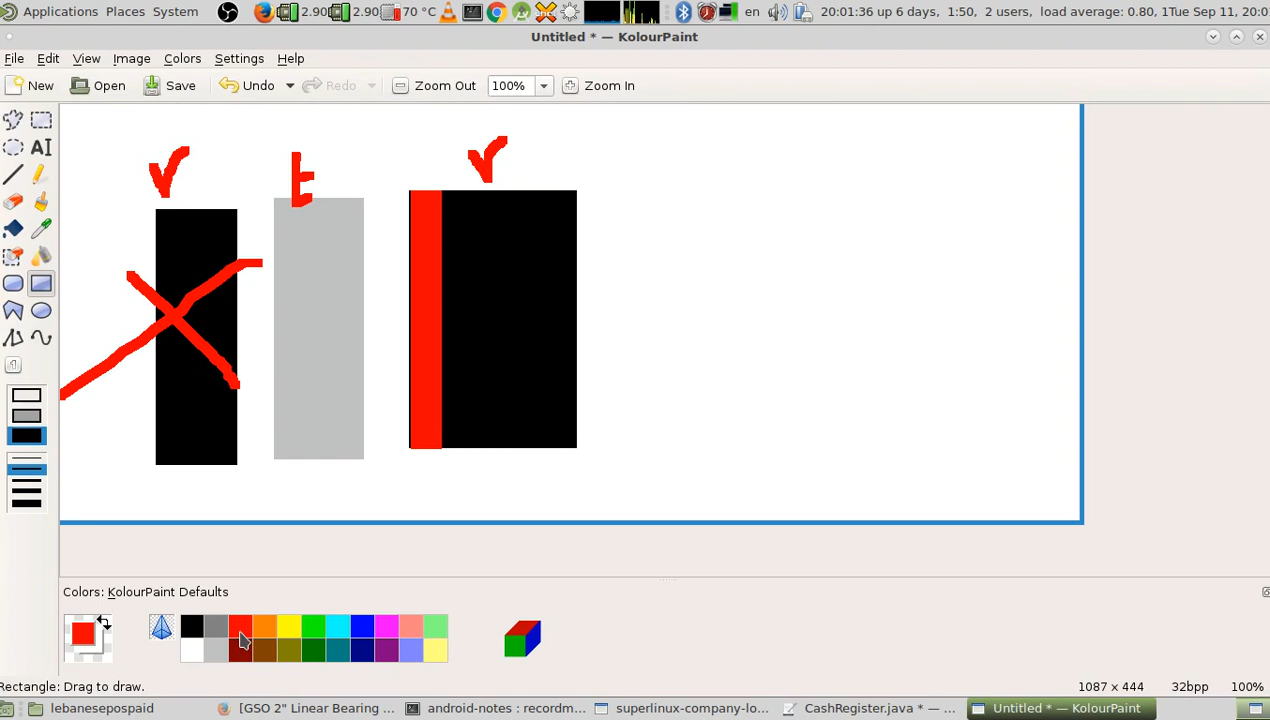 Applications Places System 2.90 2.90 70 °C en 20:01:36 up 6 days, 1:50, 2 users, load average: 0.80, 1Tue Sep 11, 20:0
Untitled * — KolourPaint
File Edit View Image Colors Settings Help
New Open Save Undo Redo Zoom Out 100% Zoom In
AI
r t r
Colors: KolourPaint Defaults
Rectangle: Drag to draw. 1087 x 444 32bpp 100%
lebanesepospaid [GSO 2" Linear Bearing ... android-notes : recordm... superlinux-company-lo... CashRegister.java * — ... Untitled * — KolourPaint